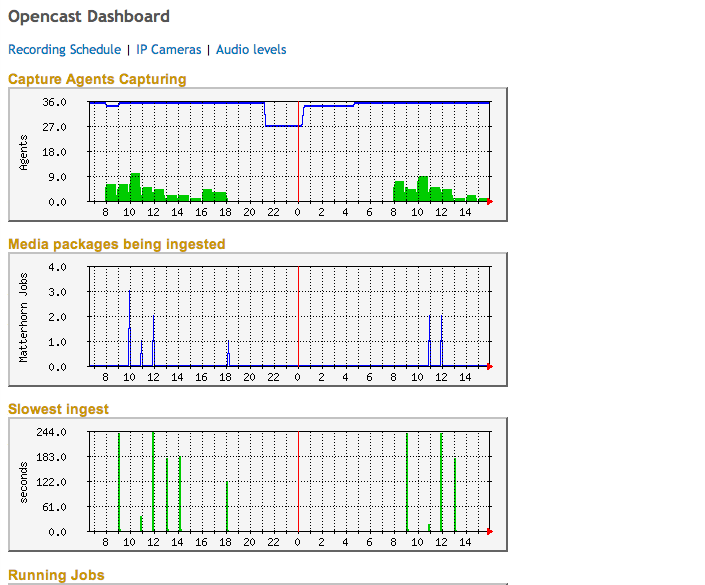 Opencast Dashboard
Recording Schedule | IP Cameras | Audio levels
Capture Agents Capturing
36.0
27.0
18.0
9.0
0.0
Agents
8 10 12 14 16 18 20 22 0 2 4 6 8 10 12 14
Media packages being ingested
4.0
3.0
2.0
1.0
0.0
Matterhorn Jobs
8 10 12 14 16 18 20 22 0 2 4 6 8 10 12 14
Slowest ingest
244.0
183.0
122.0
61.0
0.0
seconds
8 10 12 14 16 18 20 22 0 2 4 6 8 10 12 14
Running Jobs